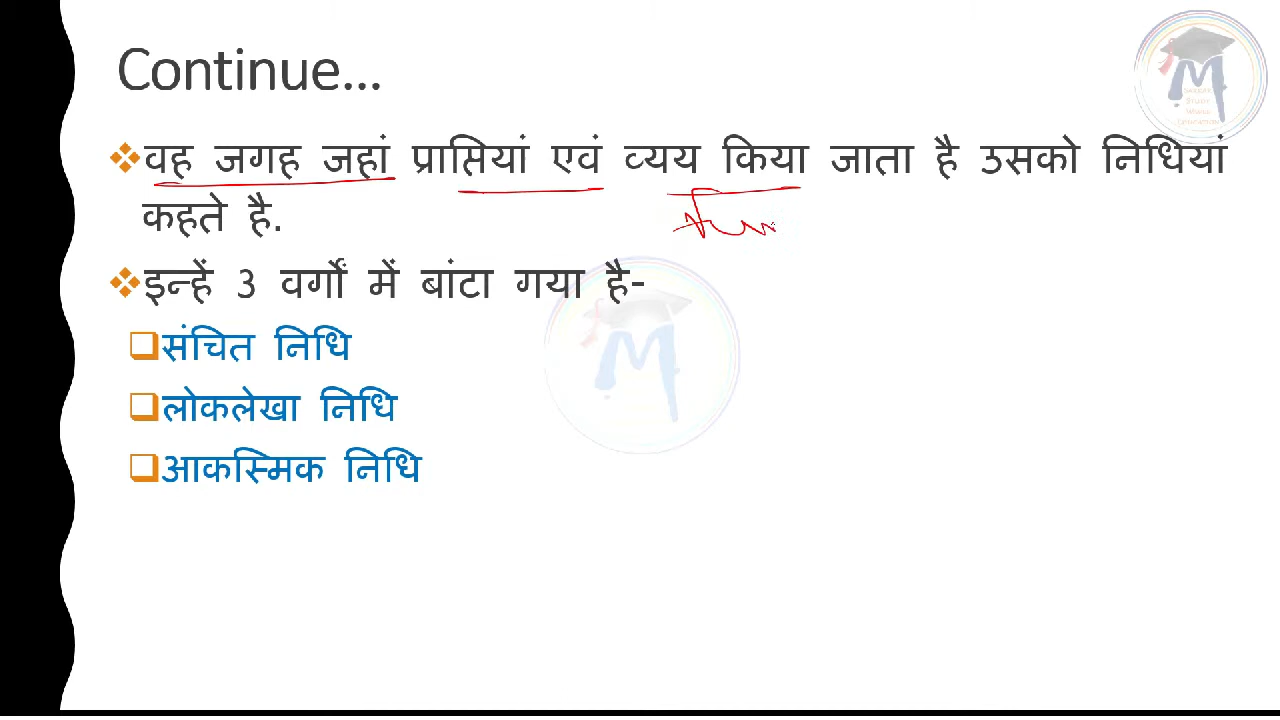 Continue...
वह जगह जहां प्राप्तियां एवं व्यय किया जाता है उसको निधियां
कहते है.
इन्हें 3 वर्गों में बांटा गया है-
संचित निधि
लोकलेखा निधि
आकस्मिक निधि